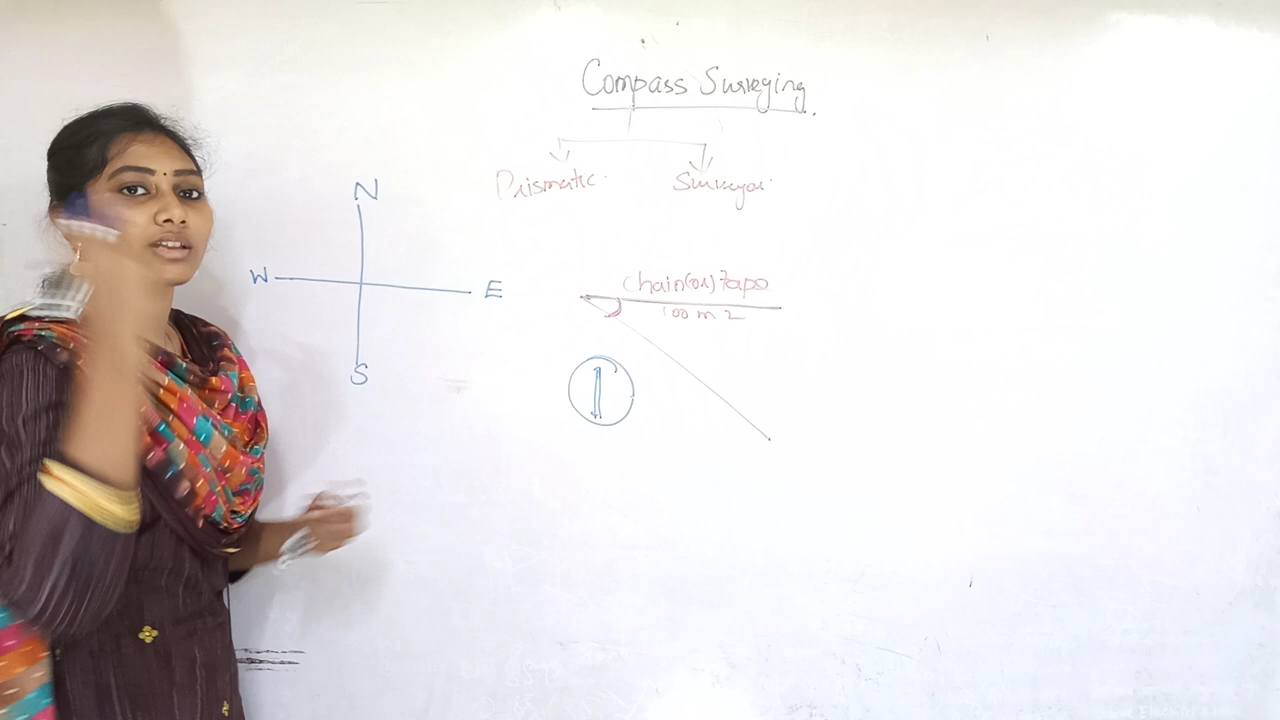 Compass Surveying
Prismatic. Surveyor.
N
W E
S
Chain(or) Tape
100 m